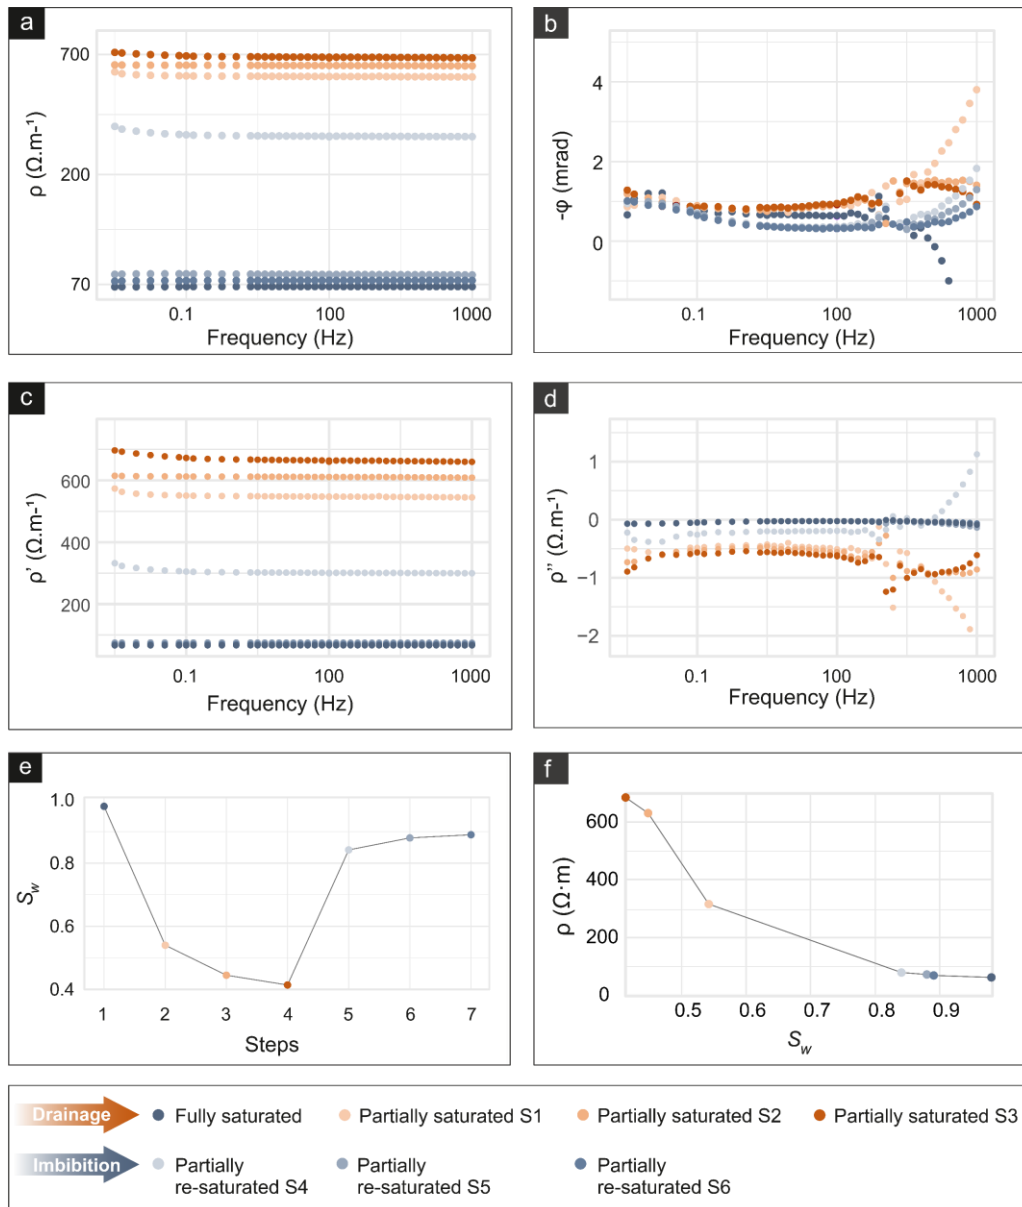 a
700
200
70
ρ (Ω.m-¹)
0.1 100 1000
Frequency (Hz)
b
4
2
0
-φ (mrad)
0.1 100 1000
Frequency (Hz)
c
600
300
200
ρ' (Ω.m-¹)
0.1 100 1000
Frequency (Hz)
d
1
0
−1
−2
ρ'' (Ω.m-¹)
0.1 100 1000
Frequency (Hz)
e
1.0
0.8
0.6
0.4
Sw
1 2 3 4 5 6 7
Steps
f
600
400
200
0
ρ (Ω·m)
0.5 0.6 0.7 0.8 0.9
Sw
Drainage
Fully saturated
Partially saturated S1
Partially saturated S2
Partially saturated S3
Imbibition
Partially
re-saturated S4
Partially
re-saturated S5
Partially
re-saturated S6